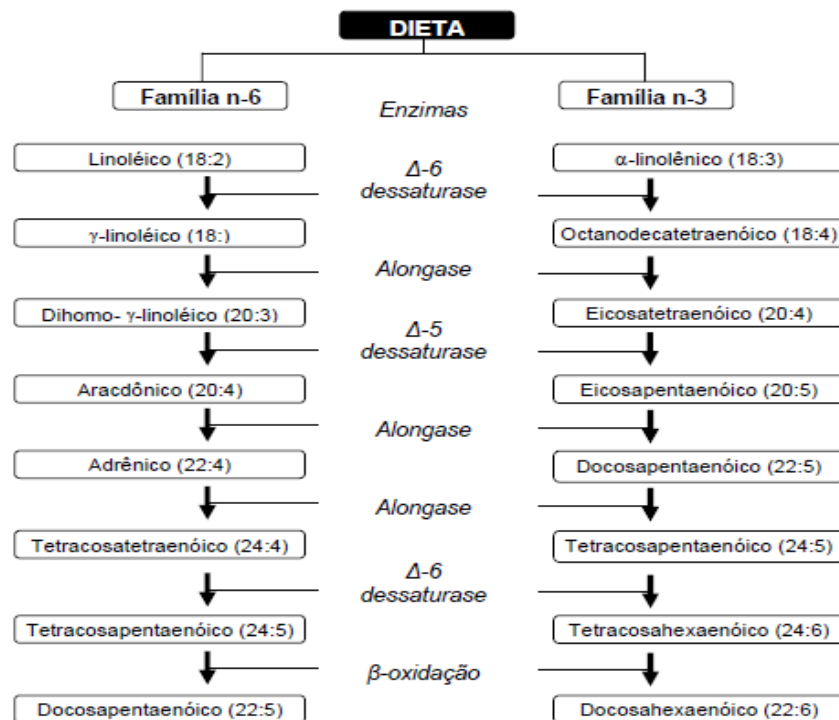 DIETA
Família n-6
Enzimas
Família n-3
Linoléico (18:2)
Δ-6
dessaturase
α-linolênico (18:3)
γ-linoléico (18:)
Alongase
Octanodecatetraenóico (18:4)
Dihomo- γ-linoléico (20:3)
Δ-5
dessaturase
Eicosatetraenóico (20:4)
Aracdônico (20:4)
Alongase
Eicosapentaenóico (20:5)
Adrênico (22:4)
Alongase
Docosapentaenóico (22:5)
Tetracosatetraenóico (24:4)
Δ-6
dessaturase
Tetracosapentaenóico (24:5)
Tetracosapentaenóico (24:5)
β-oxidação
Tetracosahexaenóico (24:6)
Docosapentaenóico (22:5)
Docosahexaenóico (22:6)